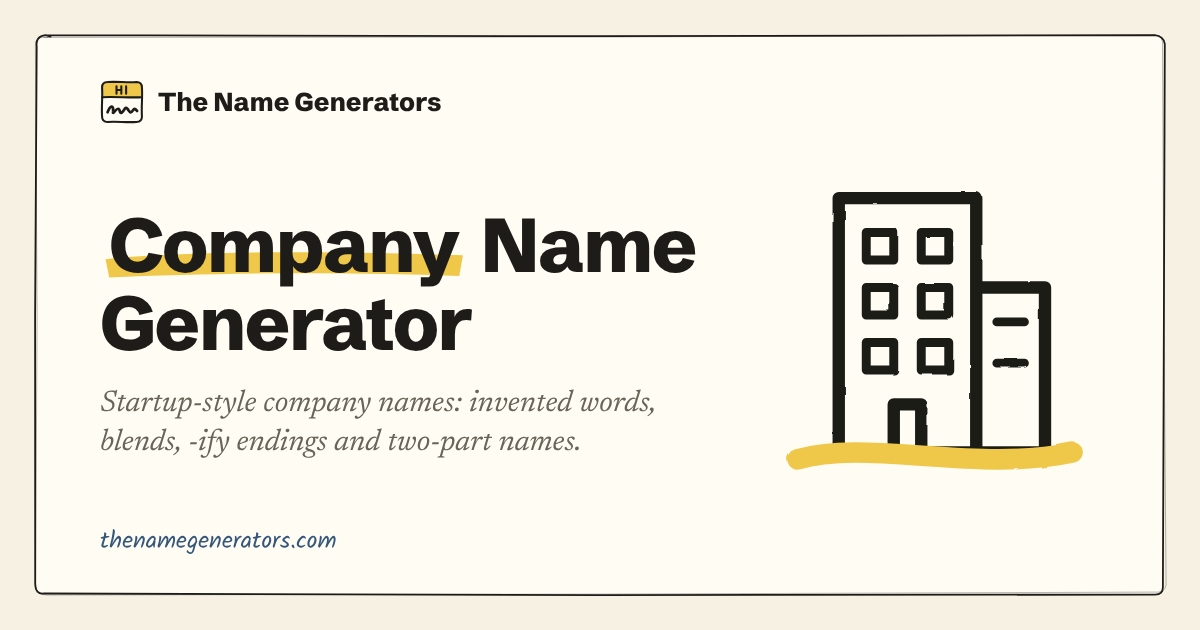 HI
The Name Generators
Company Name
Generator
Startup-style company names: invented words,
blends, -ify endings and two-part names.
thenamegenerators.com